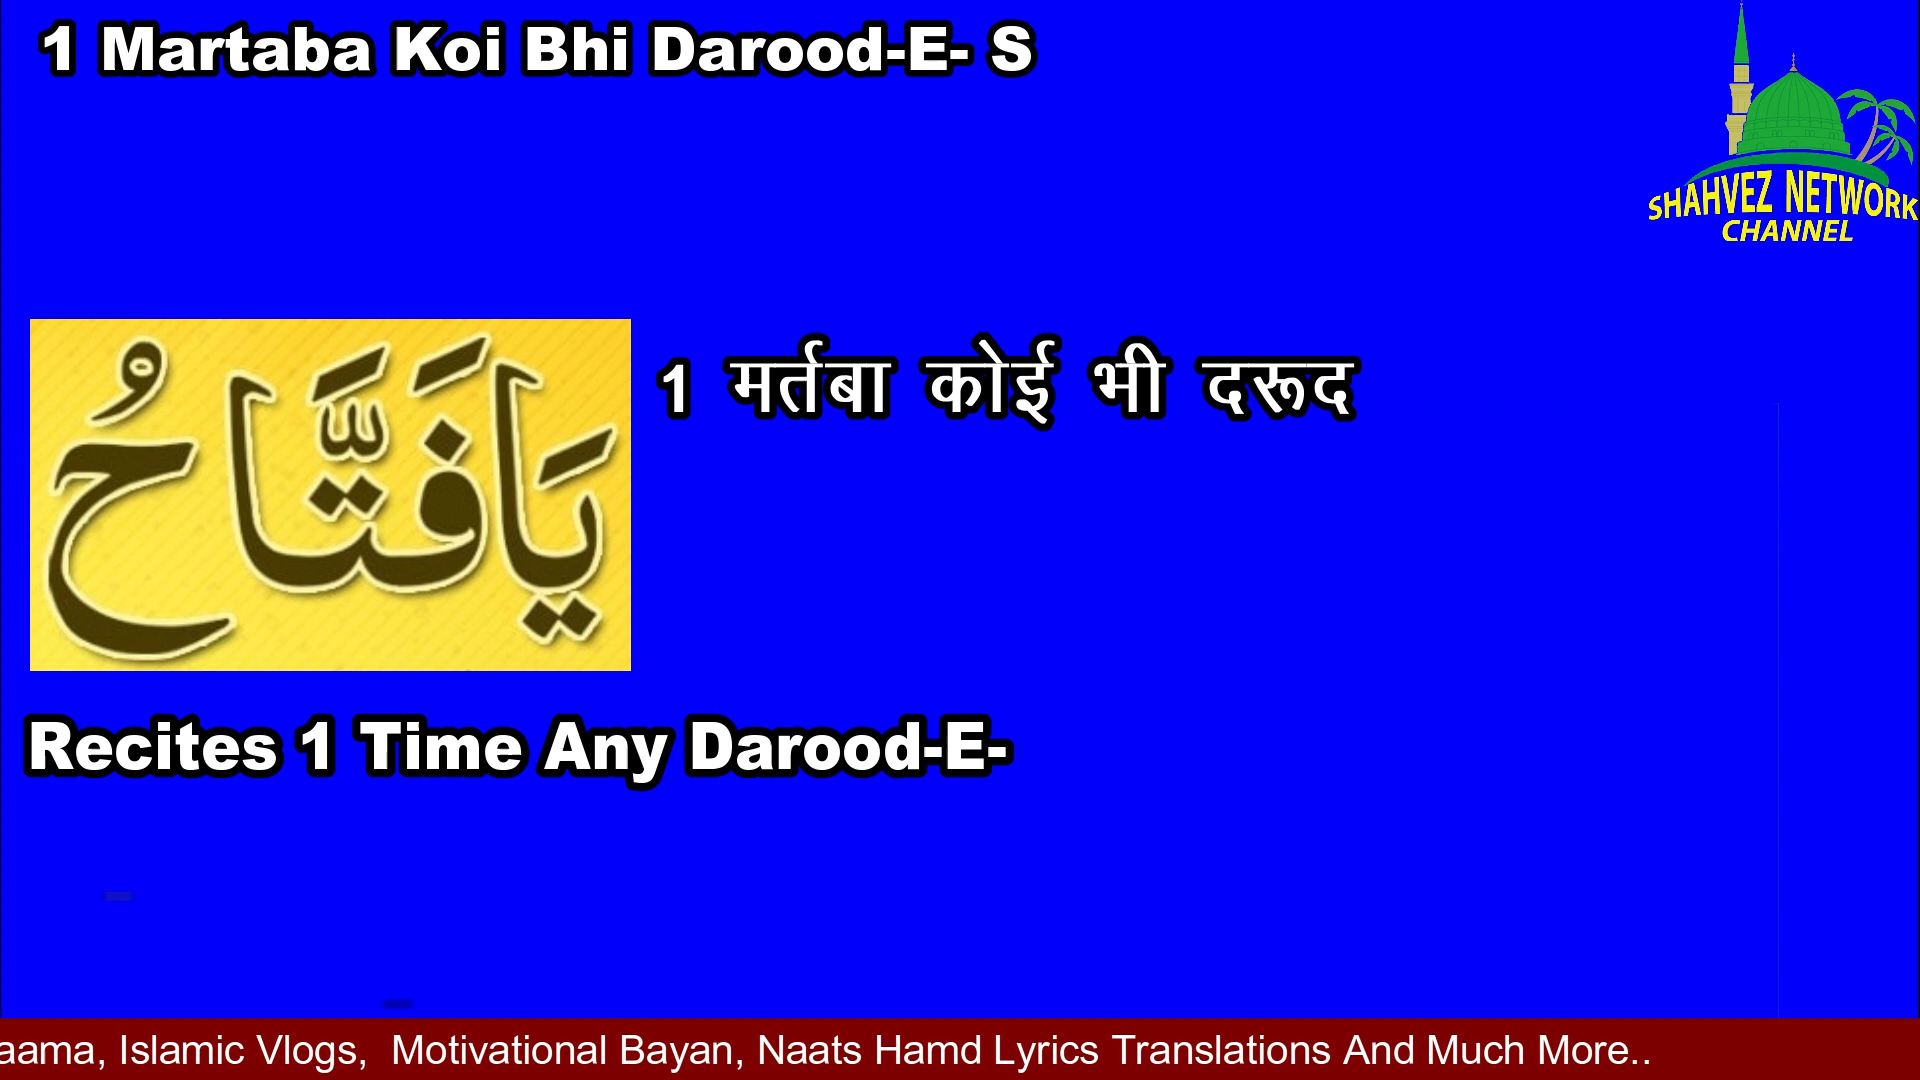 1 Martaba Koi Bhi Darood-E- S
SHAHVEZ NETWORK
CHANNEL
يَافَتَّاحُ
1 मर्तबा कोई भी दरूद
Recites 1 Time Any Darood-E-
aama, Islamic Vlogs, Motivational Bayan, Naats Hamd Lyrics Translations And Much More..